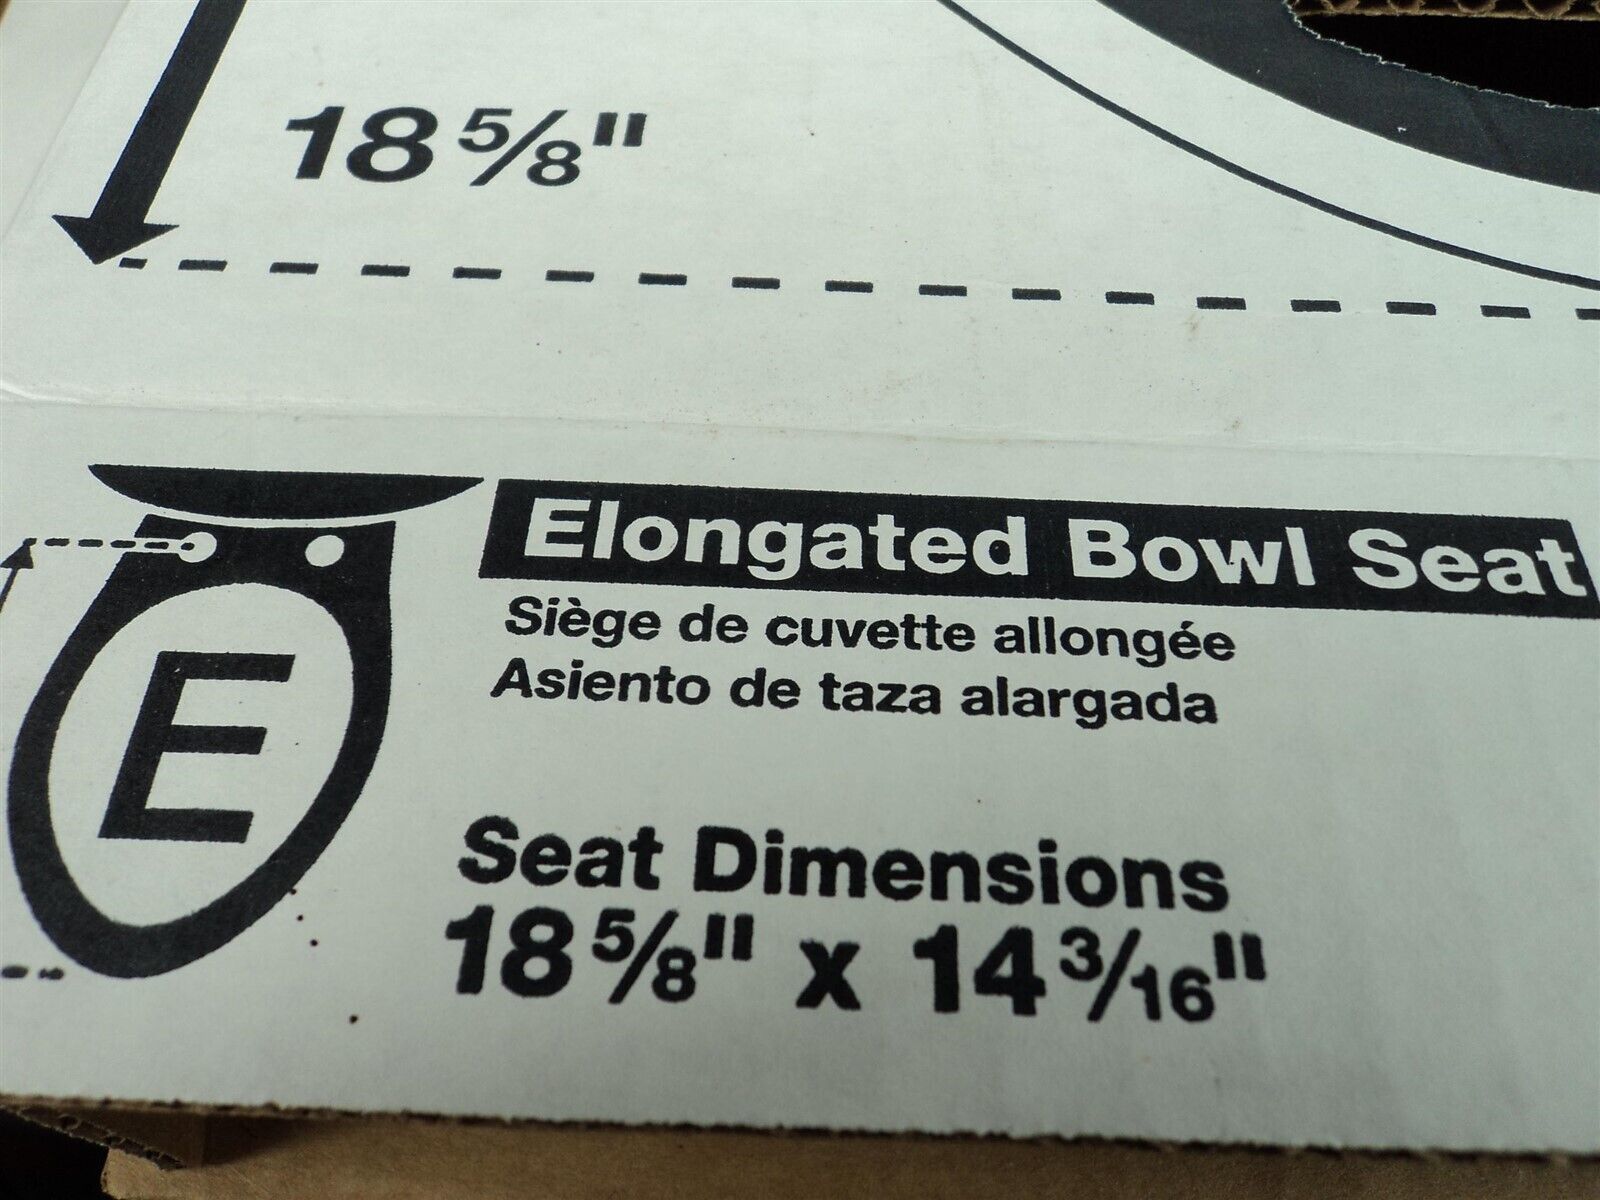 18 5/8"
Elongated Bowl Seat
Siège de cuvette allongée
Asiento de taza alargada
E
Seat Dimensions
18 5/8" x 14 3/16"